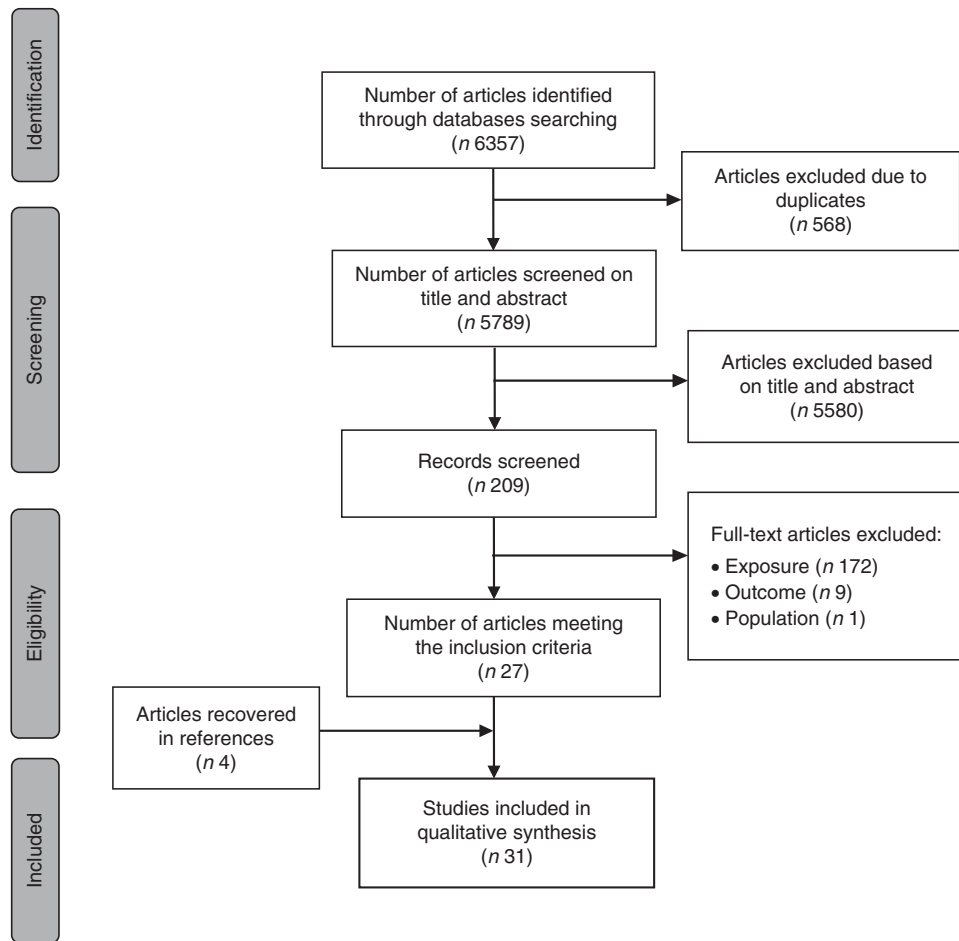 Identification
Number of articles identified
through databases searching
(n 6357)
Articles excluded due to
duplicates
(n 568)
Screening
Number of articles screened on
title and abstract
(n 5789)
Articles excluded based
on title and abstract
(n 5580)
Records screened
(n 209)
Eligibility
Full-text articles excluded:
• Exposure (n 172)
• Outcome (n 9)
• Population (n 1)
Number of articles meeting
the inclusion criteria
(n 27)
Articles recovered
in references
(n 4)
Included
Studies included in
qualitative synthesis
(n 31)